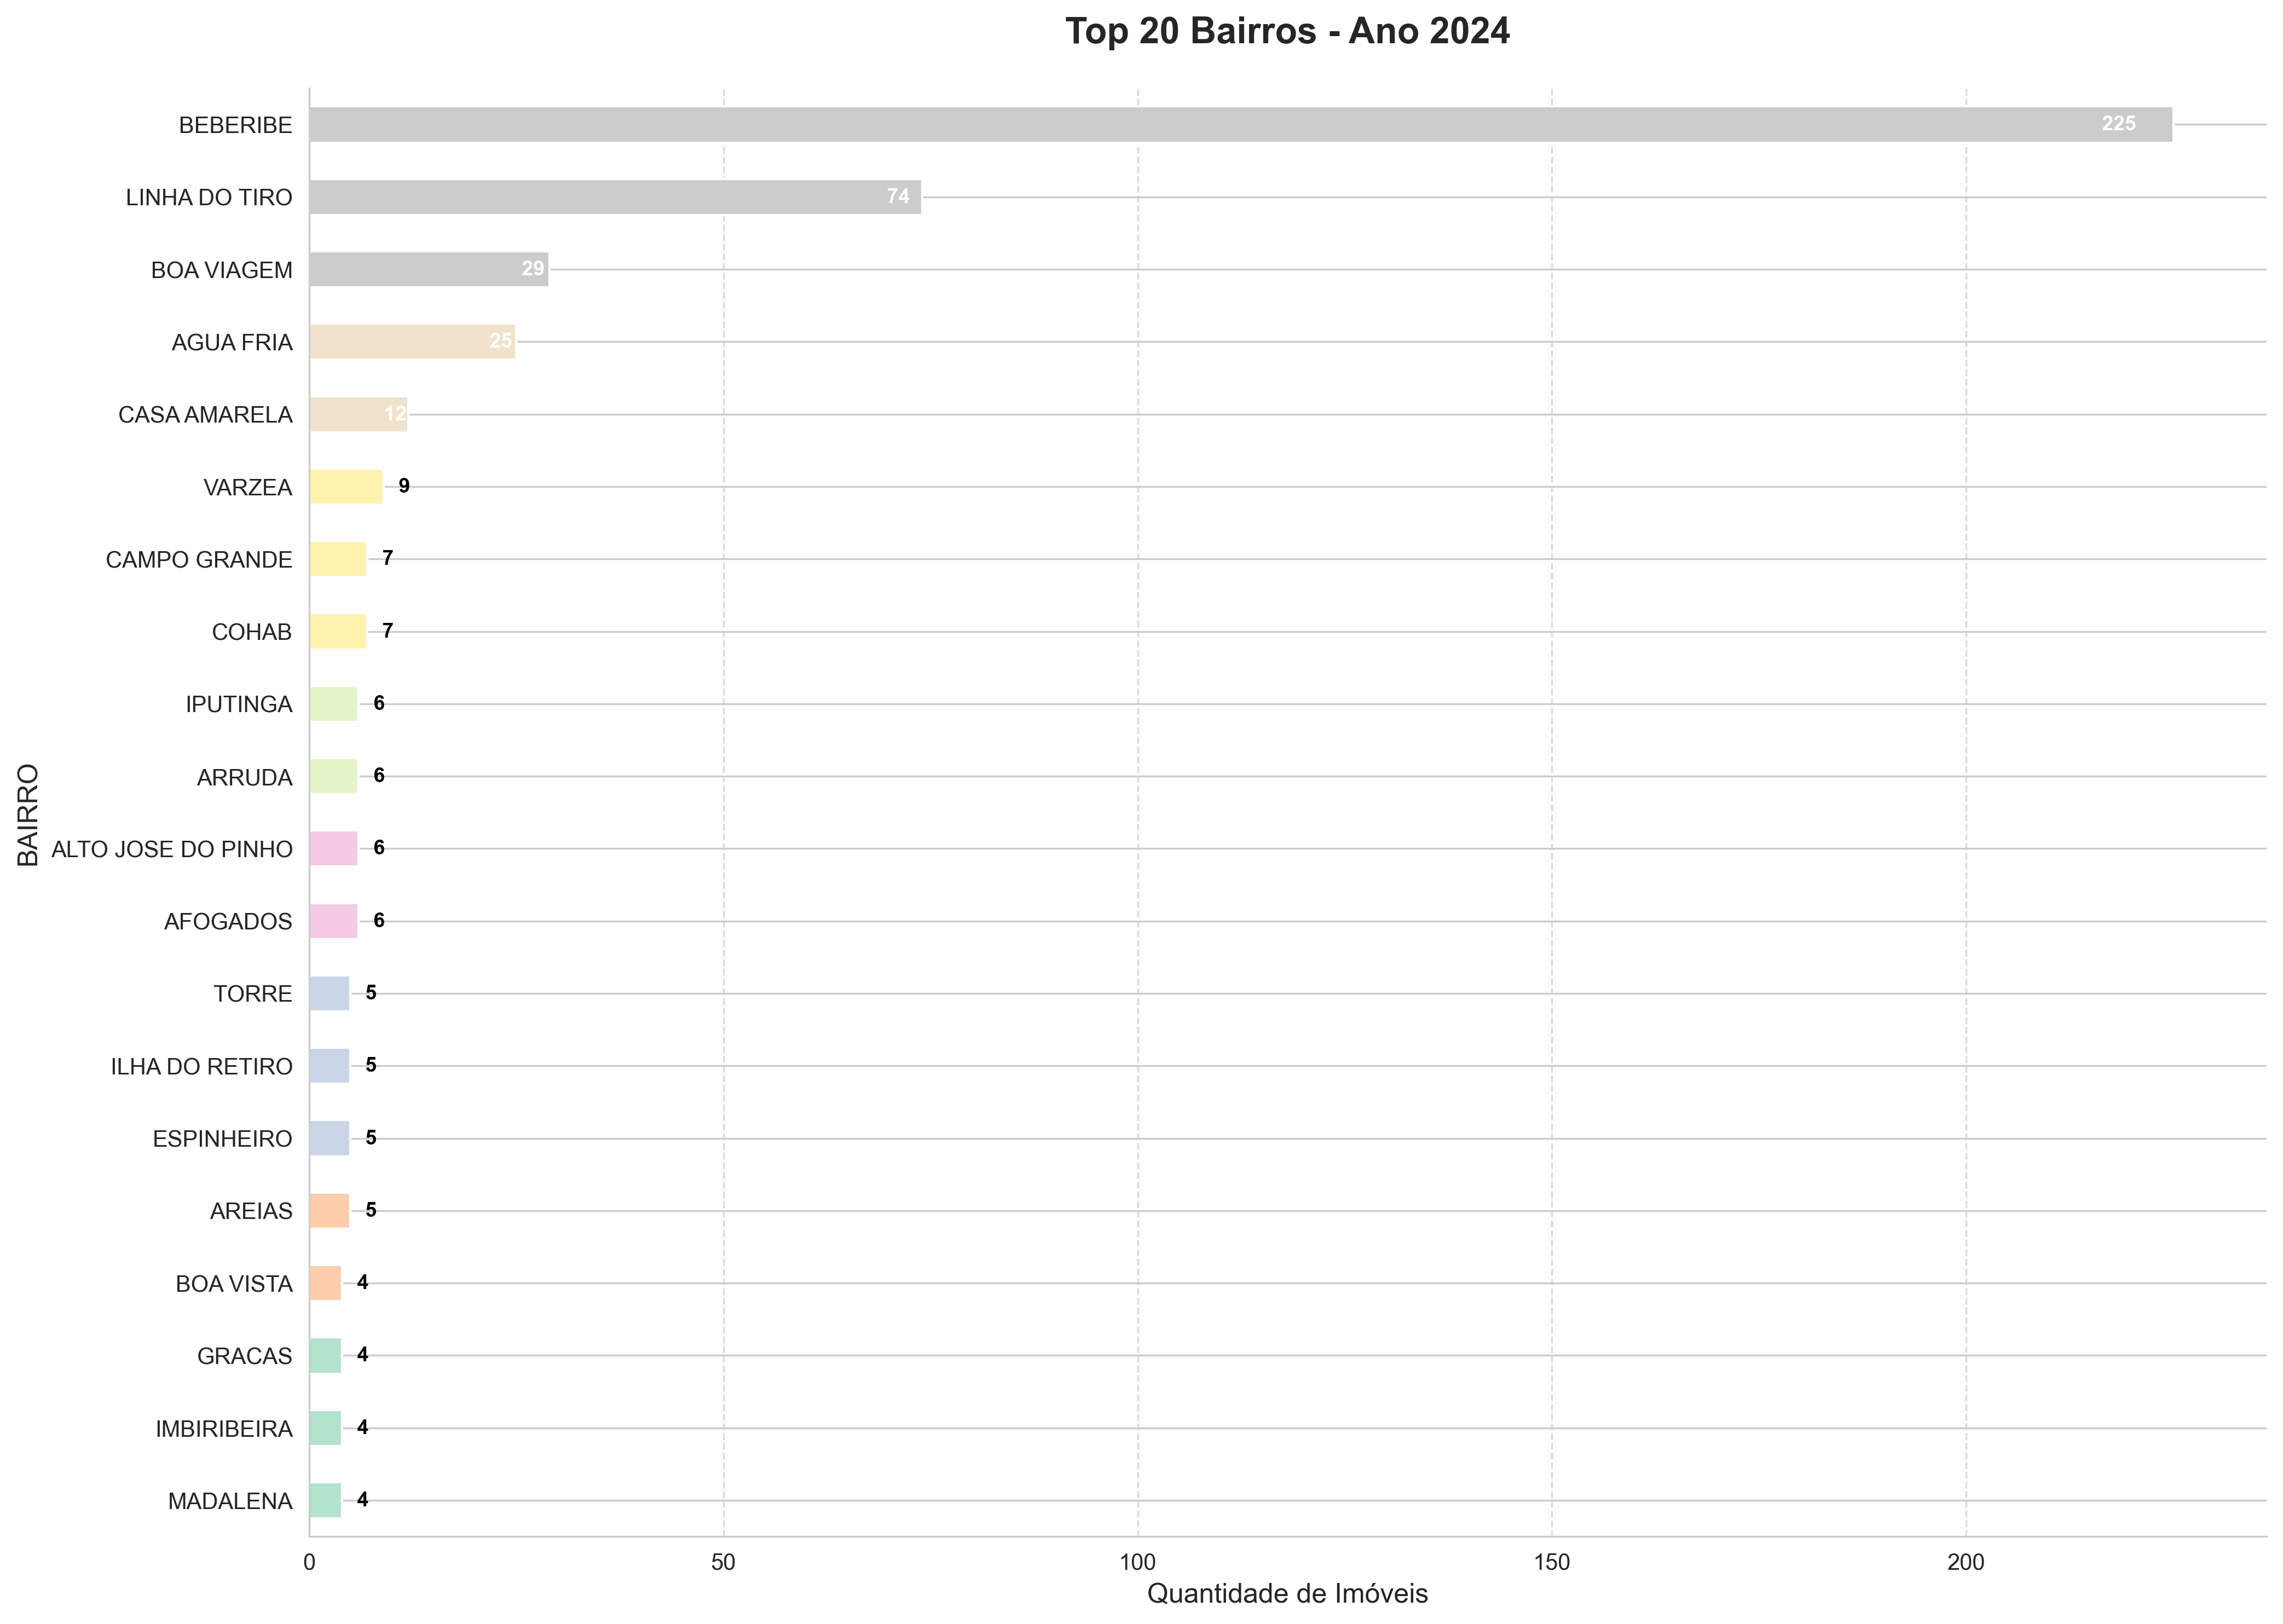 Top 20 Bairros - Ano 2024
BEBERIBE 225
LINHA DO TIRO 74
BOA VIAGEM 29
AGUA FRIA 25
CASA AMARELA 12
VARZEA 9
CAMPO GRANDE 7
COHAB 7
IPUTINGA 6
ARRUDA 6
ALTO JOSE DO PINHO 6
AFOGADOS 6
TORRE 5
ILHA DO RETIRO 5
ESPINHEIRO 5
AREIAS 5
BOA VISTA 4
GRACAS 4
IMBIRIBEIRA 4
MADALENA 4
BAIRRO
0 50 100 150 200
Quantidade de Imóveis